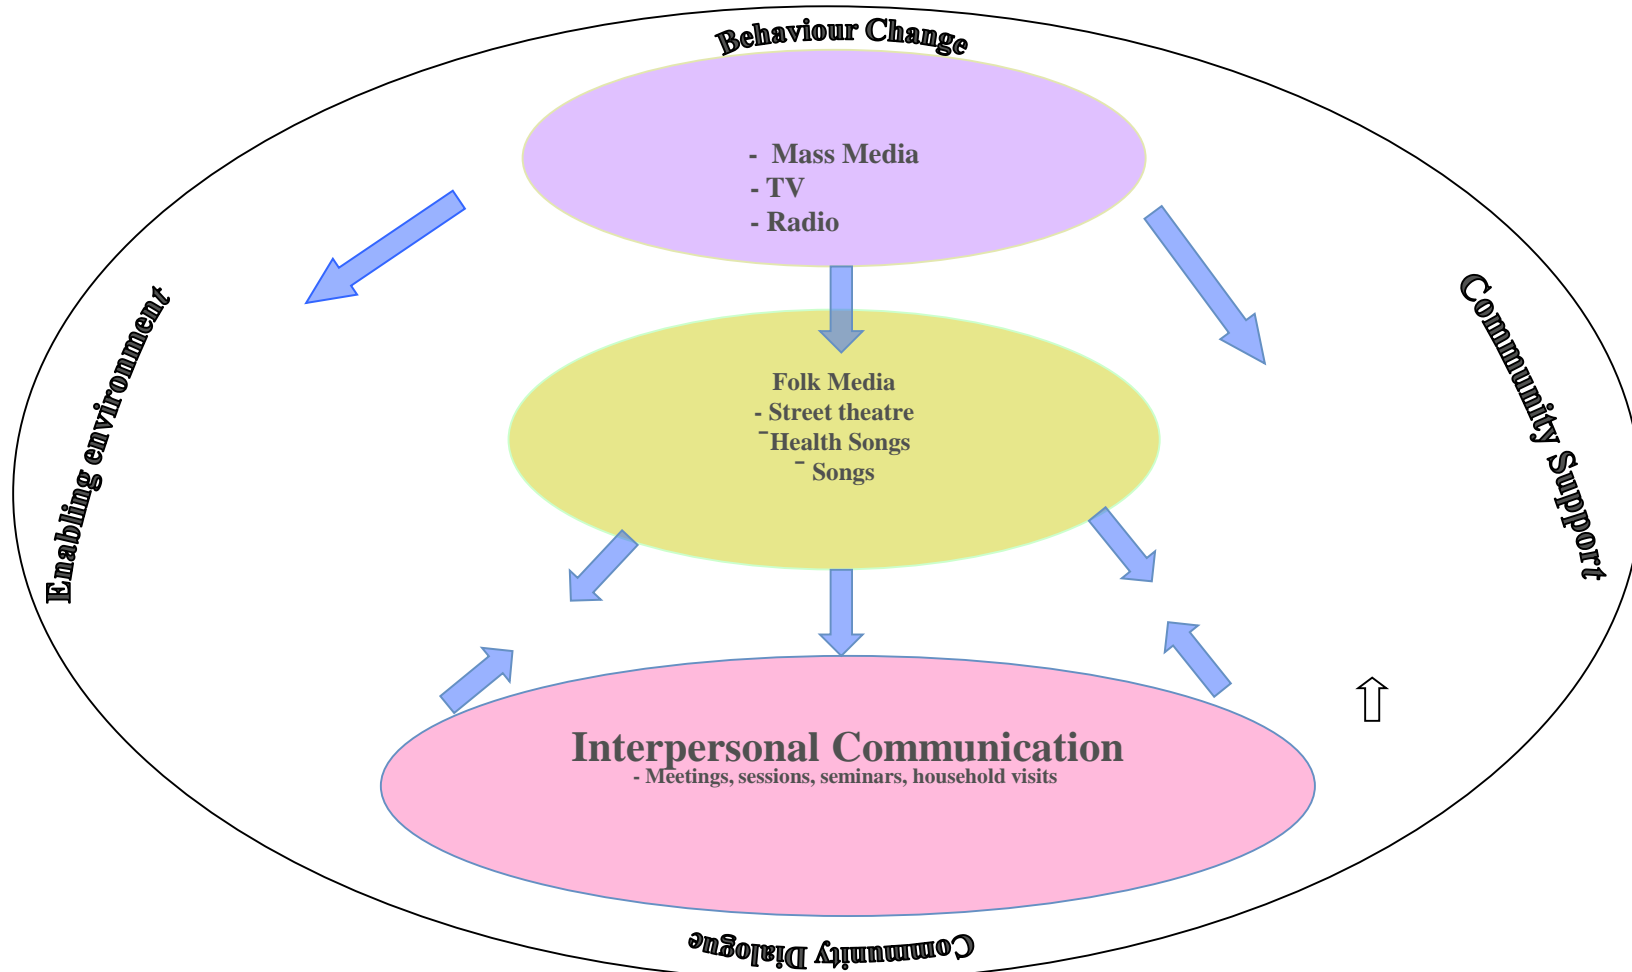 Behaviour Change
- Mass Media
- TV
- Radio
Enabling environment
Community Support
Folk Media
- Street theatre
-Health Songs
- Songs
Interpersonal Communication
- Meetings, sessions, seminars, household visits
Community Dialogue